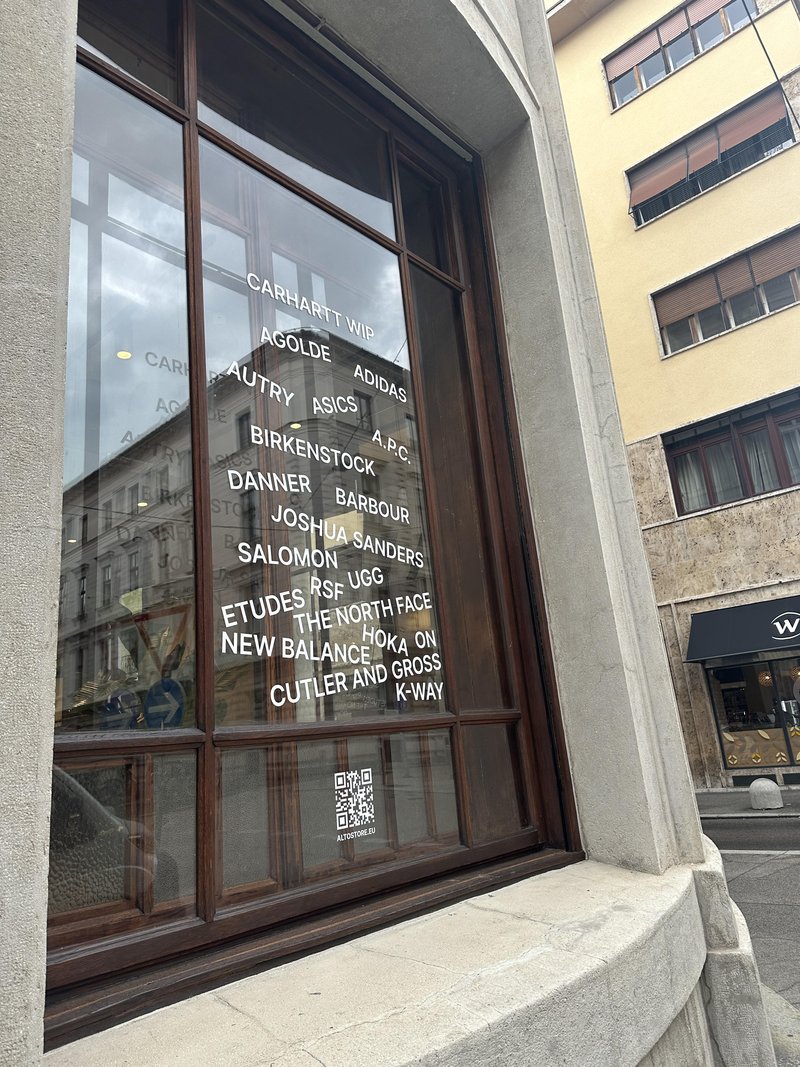 CARHARTT WIP
AGOLDE ADIDAS
AUTRY ASICS A.P.C.
BIRKENSTOCK
DANNER BARBOUR
JOSHUA SANDERS
SALOMON
RSF UGG
ETUDES THE NORTH FACE
NEW BALANCE HOKA ON
CUTLER AND GROSS
K-WAY
ALTOSTORE.EU
W